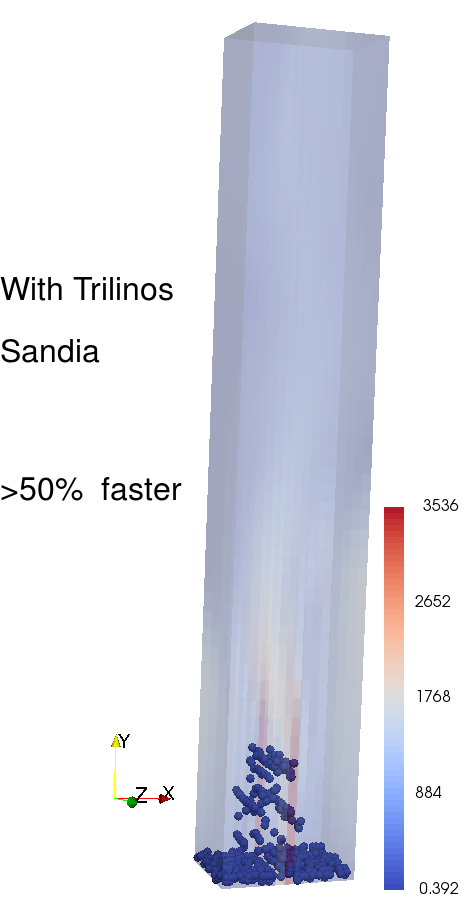 With Trilinos
Sandia
>50% faster
3536
2652
1768
884
0.392
Y
Z X